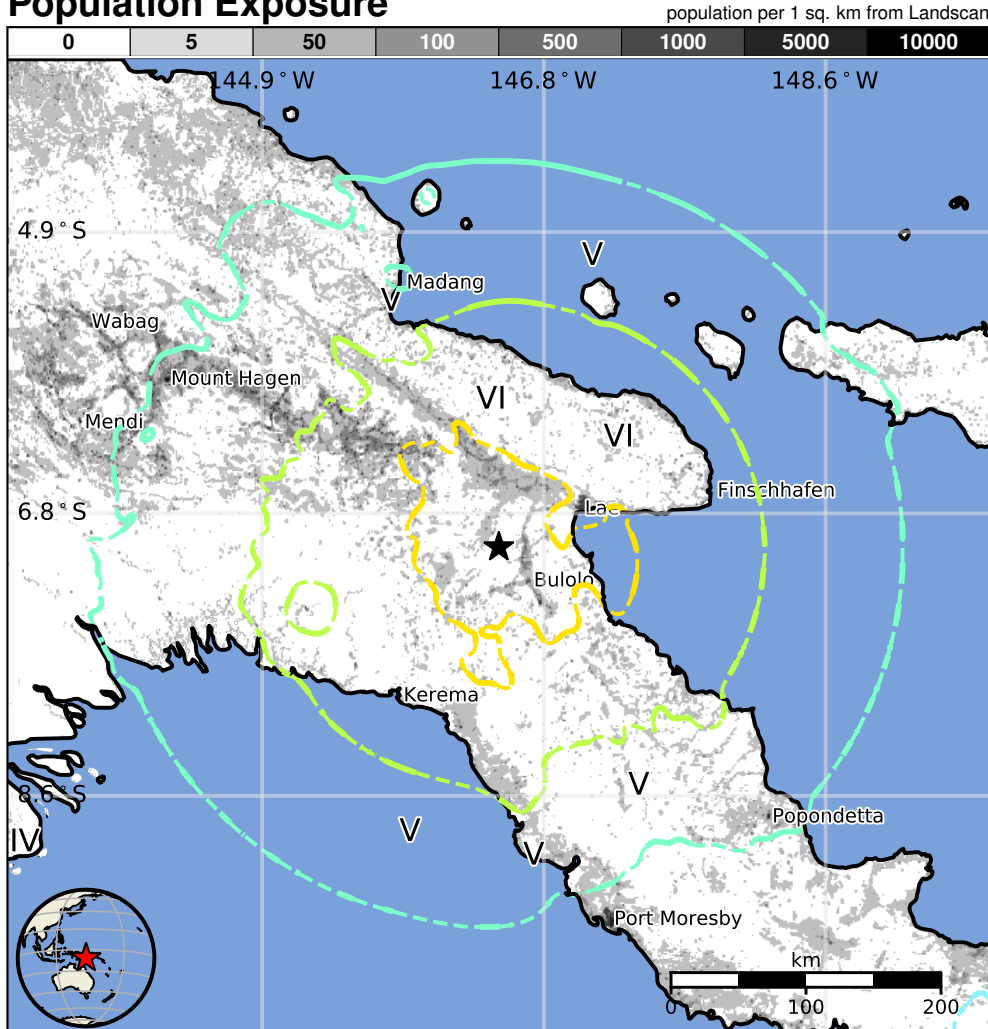 Population Exposure
population per 1 sq. km from Landscan
0 5 50 100 500 1000 5000 10000
144.9°W 146.8°W 148.6°W
4.9°S
V
Madang
V
Wabag
Mount Hagen
VI
Mendi
VI
Finschhafen
6.8°S
Lae
Bulolo
Kerema
V
8.6°S
Popondetta
V
IV
V
Port Moresby
km
0 100 200